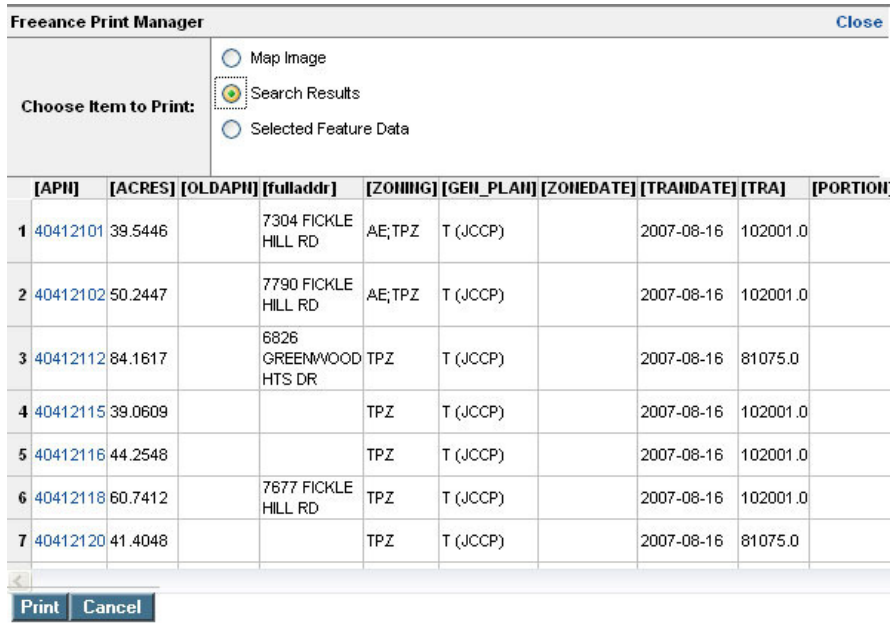 Freeance Print Manager Close
Choose Item to Print:
Map Image
Search Results
Selected Feature Data
[APN] [ACRES] [OLDAPN] [fulladdr] [ZONING] [GEN_PLAN] [ZONEDATE] [TRANDATE] [TRA] [PORTION]
1 40412101 39.5446 7304 FICKLE HILL RD AE;TPZ T (JCCP) 2007-08-16 102001.0
2 40412102 50.2447 7790 FICKLE HILL RD AE;TPZ T (JCCP) 2007-08-16 102001.0
3 40412112 84.1617 6826 GREENWOOD HTS DR TPZ T (JCCP) 2007-08-16 81075.0
4 40412115 39.0609 TPZ T (JCCP) 2007-08-16 102001.0
5 40412116 44.2548 TPZ T (JCCP) 2007-08-16 102001.0
6 40412118 60.7412 7677 FICKLE HILL RD TPZ T (JCCP) 2007-08-16 102001.0
7 40412120 41.4048 TPZ T (JCCP) 2007-08-16 81075.0
Print Cancel